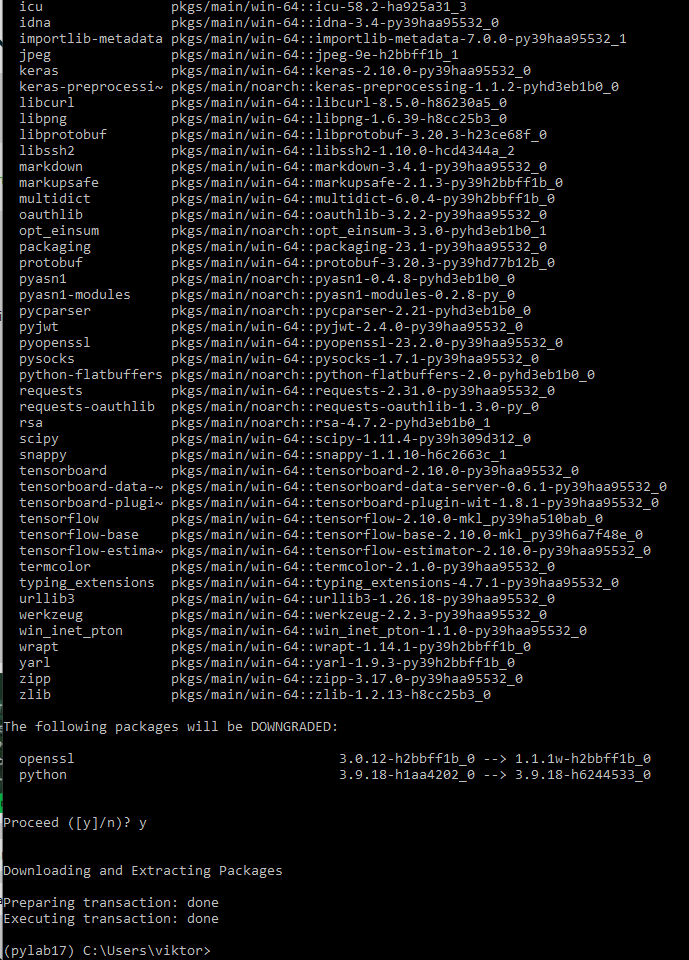 icu pkgs/main/win-64::icu-58.2-ha925a31_3
idna pkgs/main/win-64::idna-3.4-py39haa95532_0
importlib-metadata pkgs/main/win-64::importlib-metadata-7.0.0-py39haa95532_1
jpeg pkgs/main/win-64::jpeg-9e-h2bbff1b_1
keras pkgs/main/win-64::keras-2.10.0-py39haa95532_0
keras-preprocessi~ pkgs/main/noarch::keras-preprocessing-1.1.2-pyhd3eb1b0_0
libcurl pkgs/main/win-64::libcurl-8.5.0-h86230a5_0
libpng pkgs/main/win-64::libpng-1.6.39-h8cc25b3_0
libprotobuf pkgs/main/win-64::libprotobuf-3.20.3-h23ce68f_0
libssh2 pkgs/main/win-64::libssh2-1.10.0-hcd4344a_2
markdown pkgs/main/win-64::markdown-3.4.1-py39haa95532_0
markupsafe pkgs/main/win-64::markupsafe-2.1.3-py39h2bbff1b_0
multidict pkgs/main/win-64::multidict-6.0.4-py39h2bbff1b_0
oauthlib pkgs/main/win-64::oauthlib-3.2.2-py39haa95532_0
opt_einsum pkgs/main/noarch::opt_einsum-3.3.0-pyhd3eb1b0_1
packaging pkgs/main/win-64::packaging-23.1-py39haa95532_0
protobuf pkgs/main/win-64::protobuf-3.20.3-py39hd77b12b_0
pyasn1 pkgs/main/noarch::pyasn1-0.4.8-pyhd3eb1b0_0
pyasn1-modules pkgs/main/noarch::pyasn1-modules-0.2.8-py_0
pycparser pkgs/main/noarch::pycparser-2.21-pyhd3eb1b0_0
pyjwt pkgs/main/win-64::pyjwt-2.4.0-py39haa95532_0
pyopenssl pkgs/main/win-64::pyopenssl-23.2.0-py39haa95532_0
pysocks pkgs/main/win-64::pysocks-1.7.1-py39haa95532_0
python-flatbuffers pkgs/main/noarch::python-flatbuffers-2.0-pyhd3eb1b0_0
requests pkgs/main/win-64::requests-2.31.0-py39haa95532_0
requests-oauthlib pkgs/main/noarch::requests-oauthlib-1.3.0-py_0
rsa pkgs/main/noarch::rsa-4.7.2-pyhd3eb1b0_1
scipy pkgs/main/win-64::scipy-1.11.4-py39h309d312_0
snappy pkgs/main/win-64::snappy-1.1.10-h6c2663c_1
tensorboard pkgs/main/win-64::tensorboard-2.10.0-py39haa95532_0
tensorboard-data-~ pkgs/main/win-64::tensorboard-data-server-0.6.1-py39haa95532_0
tensorboard-plugi~ pkgs/main/win-64::tensorboard-plugin-wit-1.8.1-py39haa95532_0
tensorflow pkgs/main/win-64::tensorflow-2.10.0-mkl_py39ha510bab_0
tensorflow-base pkgs/main/win-64::tensorflow-base-2.10.0-mkl_py39h6a7f48e_0
tensorflow-estima~ pkgs/main/win-64::tensorflow-estimator-2.10.0-py39haa95532_0
termcolor pkgs/main/win-64::termcolor-2.1.0-py39haa95532_0
typing_extensions pkgs/main/win-64::typing_extensions-4.7.1-py39haa95532_0
urllib3 pkgs/main/win-64::urllib3-1.26.18-py39haa95532_0
werkzeug pkgs/main/win-64::werkzeug-2.2.3-py39haa95532_0
win_inet_pton pkgs/main/win-64::win_inet_pton-1.1.0-py39haa95532_0
wrapt pkgs/main/win-64::wrapt-1.14.1-py39h2bbff1b_0
yarl pkgs/main/win-64::yarl-1.9.3-py39h2bbff1b_0
zipp pkgs/main/win-64::zipp-3.17.0-py39haa95532_0
zlib pkgs/main/win-64::zlib-1.2.13-h8cc25b3_0
The following packages will be DOWNGRADED:
openssl 3.0.12-h2bbff1b_0 --> 1.1.1w-h2bbff1b_0
python 3.9.18-h1aa4202_0 --> 3.9.18-h6244533_0
Proceed ([y]/n)? y
Downloading and Extracting Packages
Preparing transaction: done
Executing transaction: done
(pylab17) C:\Users\viktor>